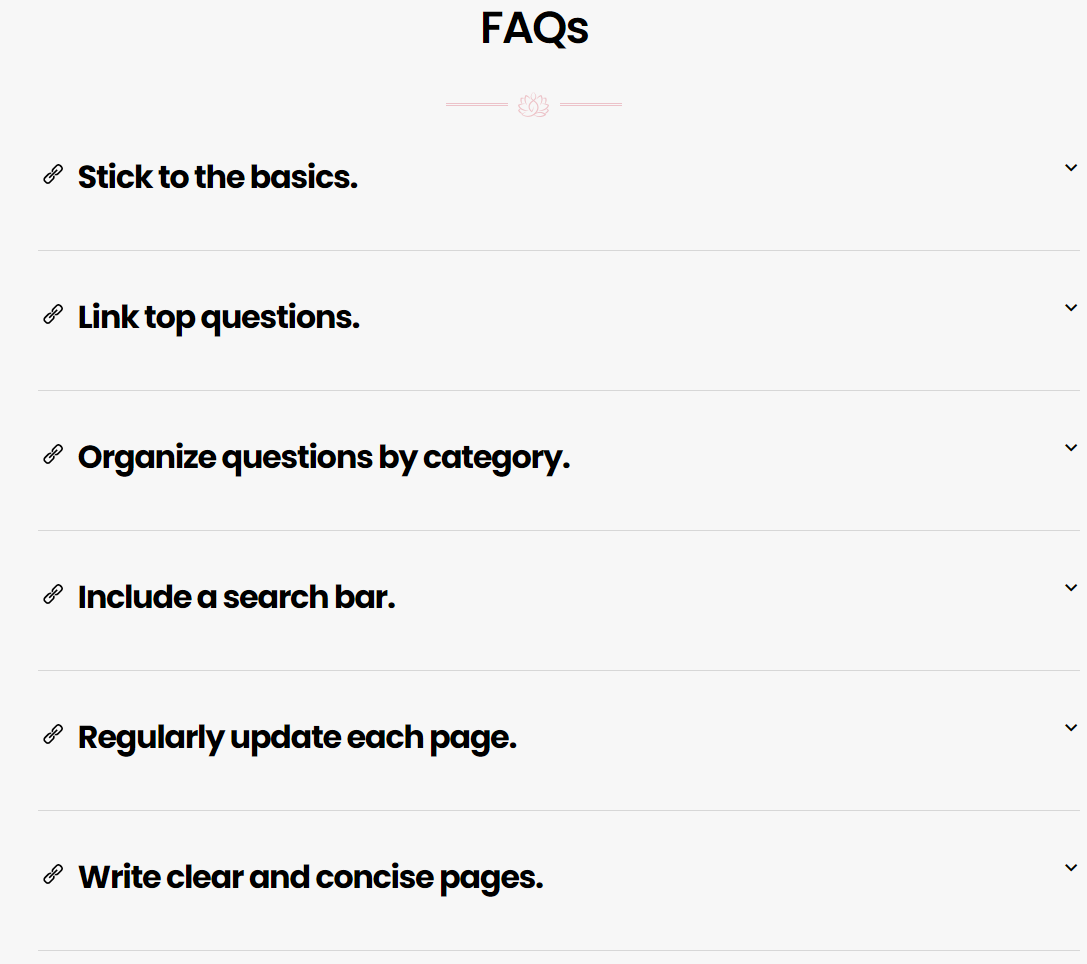 FAQs
Stick to the basics.
Link top questions.
Organize questions by category.
Include a search bar.
Regularly update each page.
Write clear and concise pages.